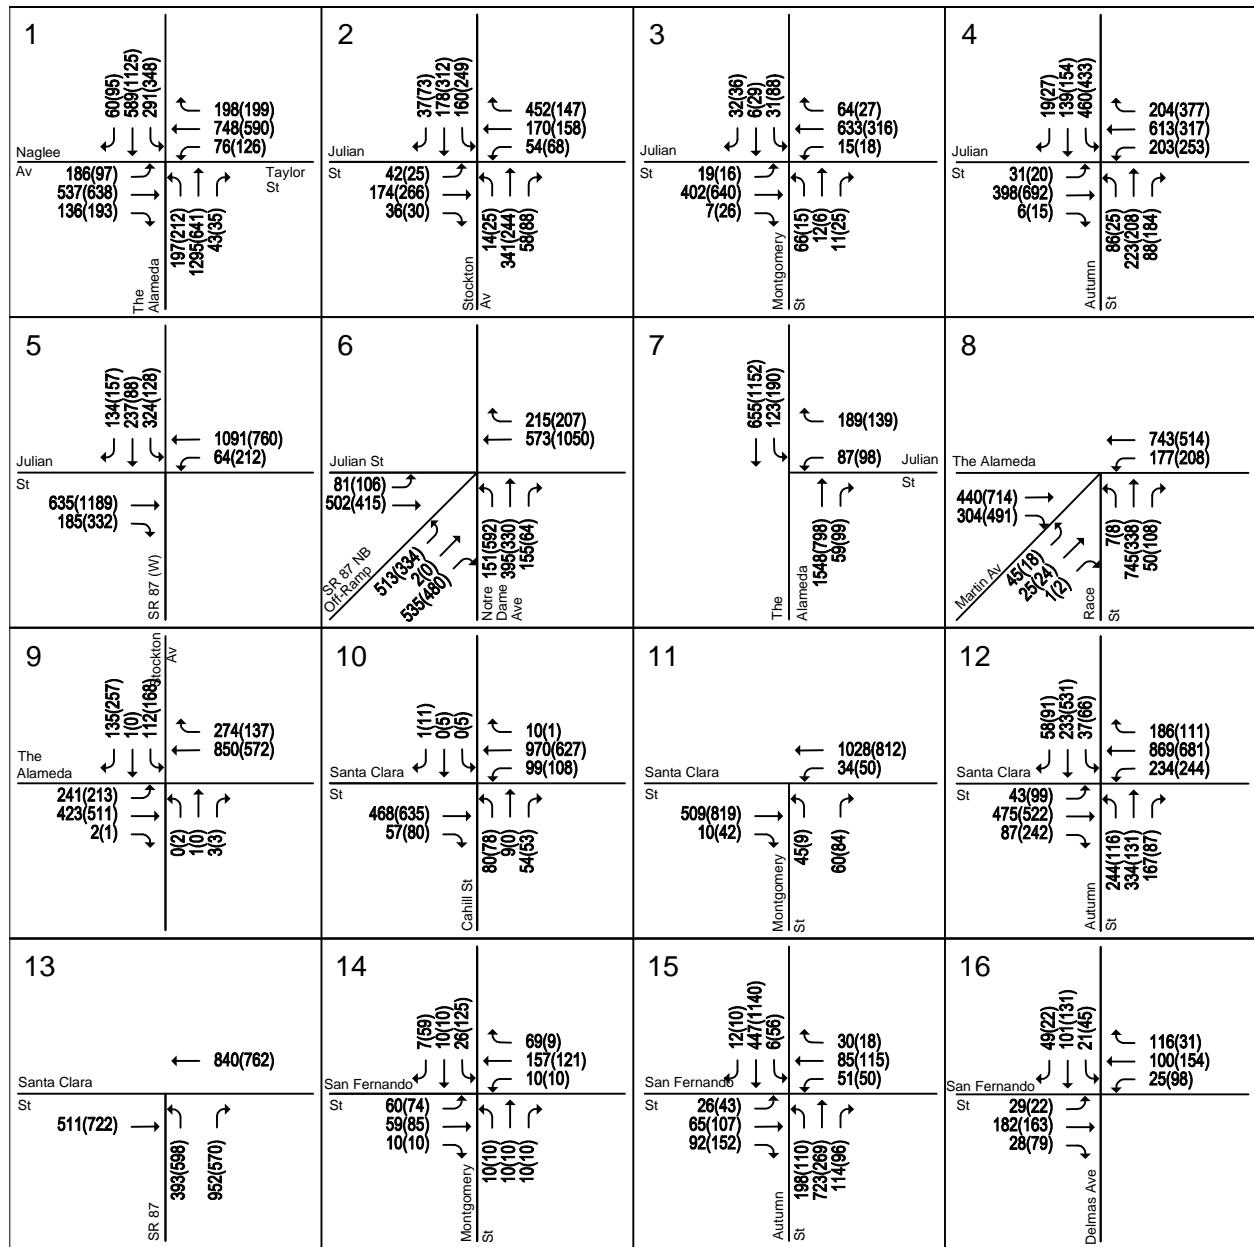 1
60(95)
589(1125)
291(348)
198(199)
748(590)
76(126)
Naglee
Av
Taylor
St
186(97)
537(638)
136(193)
197(212)
1295(641)
43(35)
The
Alameda
2
37(73)
178(312)
160(249)
452(147)
170(158)
54(68)
Julian
St
42(25)
174(266)
36(30)
14(25)
341(244)
58(88)
Stockton
Av
3
32(36)
6(29)
31(88)
64(27)
633(316)
15(18)
Julian
St
19(16)
402(640)
7(26)
66(15)
12(6)
11(25)
Montgomery
St
4
19(27)
139(154)
460(433)
204(377)
613(317)
203(253)
Julian
St
31(20)
398(692)
6(15)
86(25)
223(208)
88(184)
Autumn
St
5
134(157)
237(88)
324(128)
1091(760)
64(212)
Julian
St
635(1189)
185(332)
SR 87 (W)
6
215(207)
573(1050)
Julian St
81(106)
502(415)
SR 87 NB
Off-Ramp
513(334)
2(0)
535(480)
151(592)
395(330)
155(64)
Notre
Dame
Ave
7
655(1152)
123(190)
189(139)
87(98)
Julian
St
1548(798)
59(99)
The
Alameda
8
743(514)
177(208)
The Alameda
440(714)
304(491)
Martin Av
45(18)
25(24)
1(2)
7(8)
745(338)
50(108)
Race
St
9
Stockton
Av
135(257)
1(0)
112(168)
274(137)
850(572)
The
Alameda
241(213)
423(511)
2(1)
0(2)
1(0)
3(3)
10
1(11)
0(5)
0(5)
10(1)
970(627)
99(108)
Santa Clara
St
468(635)
57(80)
80(78)
9(0)
54(53)
Cahill St
11
1028(812)
34(50)
Santa Clara
St
509(819)
10(42)
45(9)
60(84)
Montgomery
St
12
58(91)
233(531)
37(66)
186(111)
869(681)
234(244)
Santa Clara
St
43(99)
475(522)
87(242)
244(116)
334(131)
167(87)
Autumn
St
13
840(762)
Santa Clara
St
511(722)
393(598)
952(570)
SR 87
14
7(59)
10(10)
26(125)
69(9)
157(121)
10(10)
San Fernando
St
60(74)
59(85)
10(10)
10(10)
10(10)
10(10)
Montgomery
St
15
12(10)
447(1140)
6(56)
30(18)
85(115)
51(50)
San Fernando
St
26(43)
65(107)
92(152)
198(110)
723(269)
114(96)
Autumn
St
16
49(22)
101(131)
21(45)
116(31)
100(154)
25(98)
San Fernando
St
29(22)
182(163)
28(79)
Delmas Ave